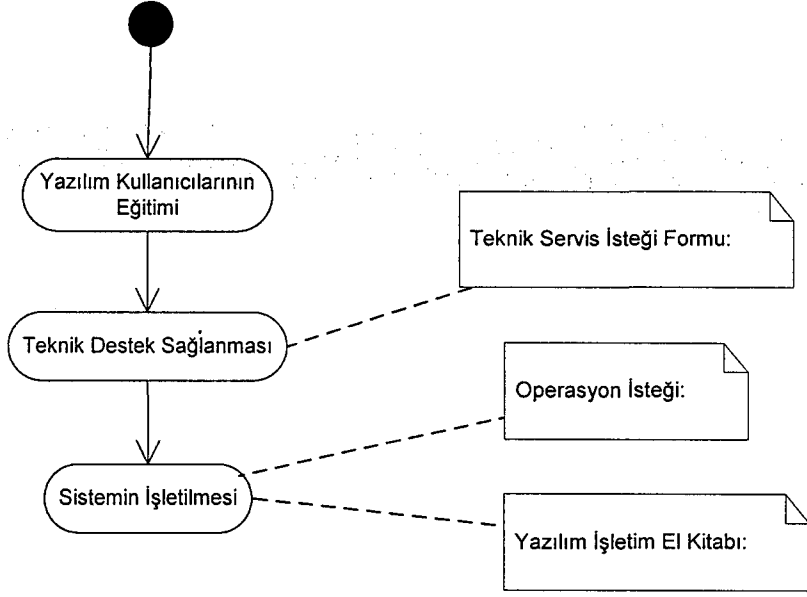 Yazılım Kullanıcılarının
Eğitimi
Teknik Servis İsteği Formu:
Teknik Destek Sağlanması
Operasyon İsteği:
Sistemin İşletilmesi
Yazılım İşletim El Kitabı: